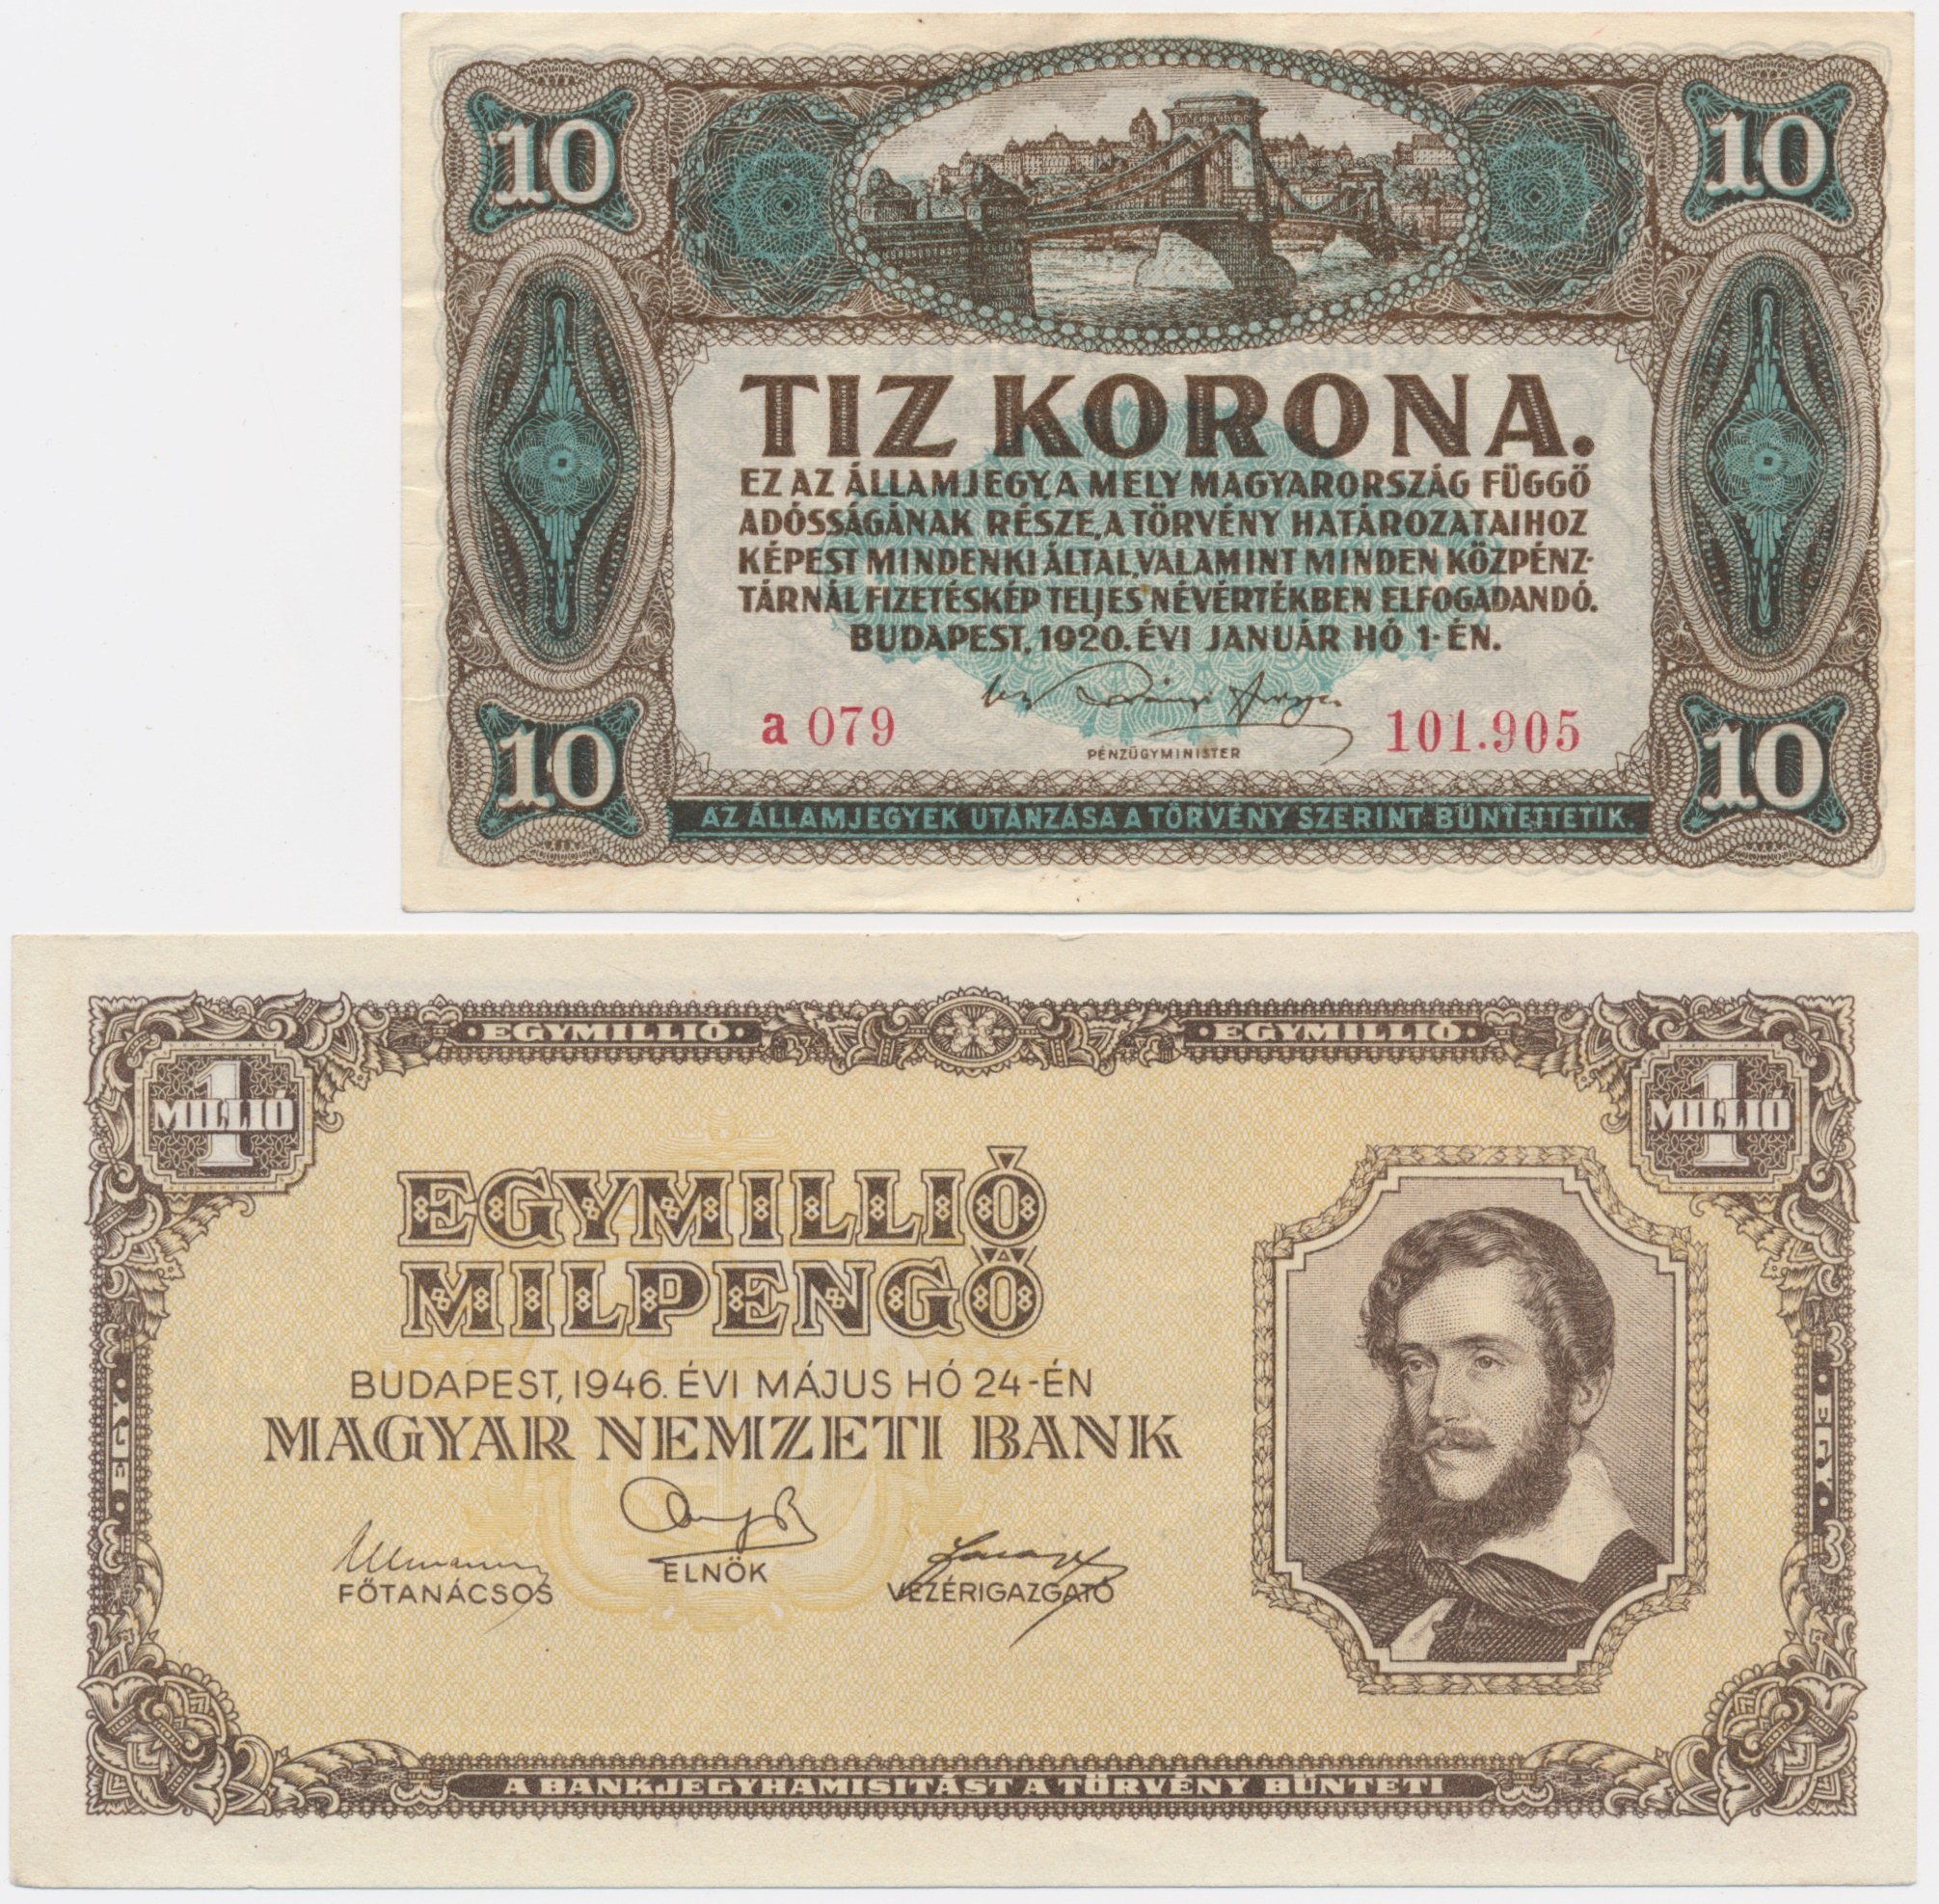 10 10
TIZ KORONA.
EZ AZ ÁLLAMJEGY, A MELY MAGYARORSZÁG FÜGGŐ
ADÓSSÁGÁNAK RÉSZE, A TÖRVÉNY HATÁROZATAIHOZ
KÉPEST MINDENKI ÁLTAL, VALAMINT MINDEN KÖZPÉNZ-
TÁRNÁL FIZETÉSKÉP TELJES NÉVÉRTÉKBEN ELFOGADANDÓ.
BUDAPEST, 1920. ÉVI JANUÁR HÓ 1-ÉN.
a 079 101.905
PÉNZÜGYMINISTER
10 10
AZ ÁLLAMJEGYEK UTÁNZÁSA A TÖRVÉNY SZERINT BÜNTETTETIK.
·EGYMILLIÓ· ·EGYMILLIÓ·
1 MILLIÓ 1 MILLIÓ
EGYMILLIÓ
MILPENGŐ
BUDAPEST, 1946. ÉVI MÁJUS HÓ 24-ÉN
MAGYAR NEMZETI BANK
FŐTANÁCSOS ELNÖK VEZÉRIGAZGATÓ
A BANKJEGYHAMISITÁST A TÖRVÉNY BÜNTETI